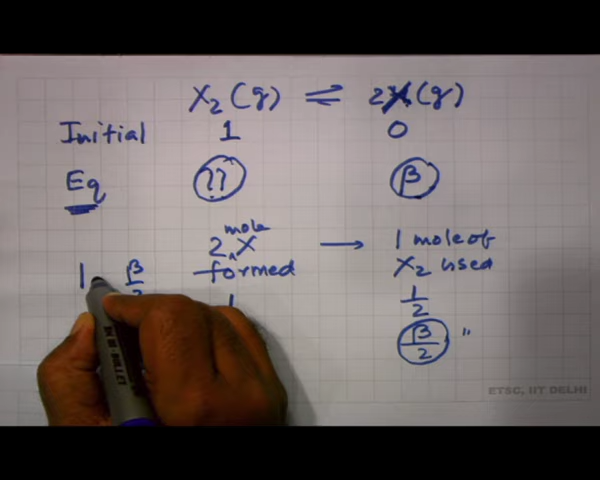 X₂(g) ⇌ 2X(g)
Initial 1 0
Eq ?? β
2 mole X → 1 mole of
formed X₂ used
1 β/2 1/2
β/2 "
ETSC, IIT DELHI